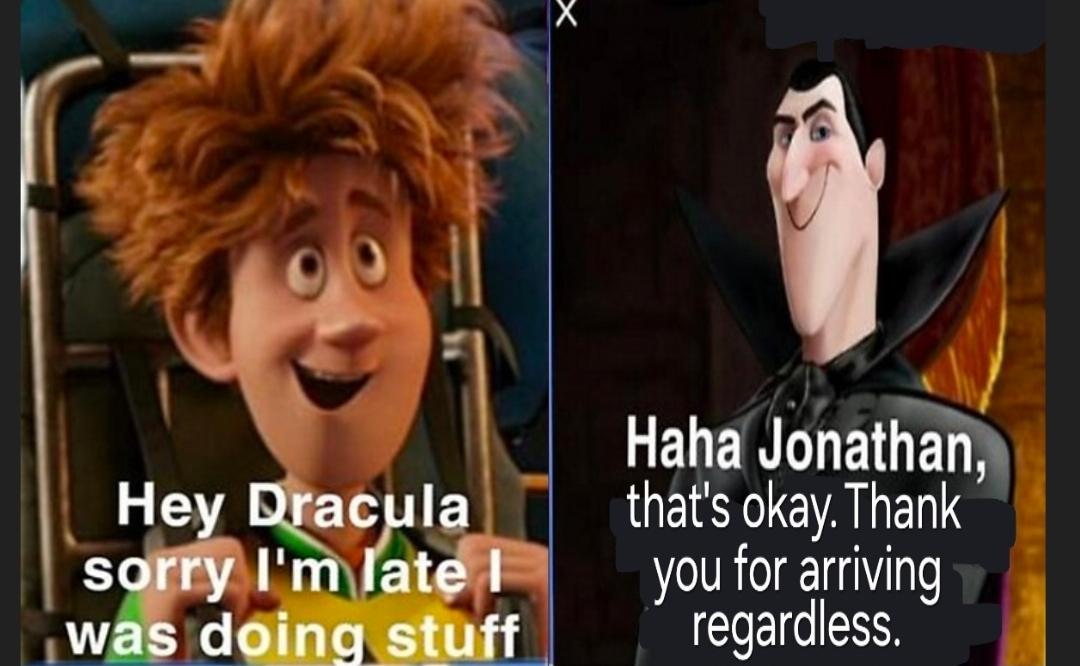 Hey Dracula
sorry I'm late I
was doing stuff
X
Haha Jonathan,
that's okay. Thank
you for arriving
regardless.